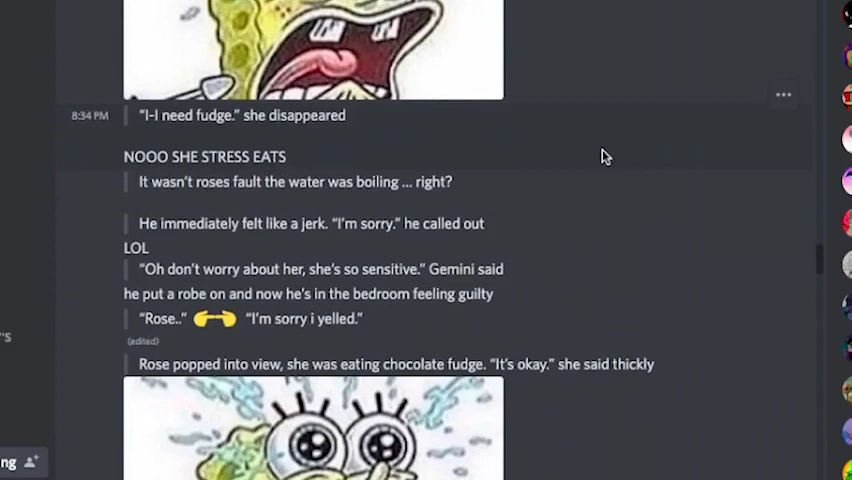 8:34 PM “I-I need fudge.” she disappeared
NOOO SHE STRESS EATS
It wasn't roses fault the water was boiling ... right?
He immediately felt like a jerk. “I'm sorry.” he called out
LOL
“Oh don't worry about her, she's so sensitive.” Gemini said
he put a robe on and now he's in the bedroom feeling guilty
“Rose..” “I'm sorry i yelled.”
(edited)
'S
Rose popped into view, she was eating chocolate fudge. “It's okay.” she said thickly
ng